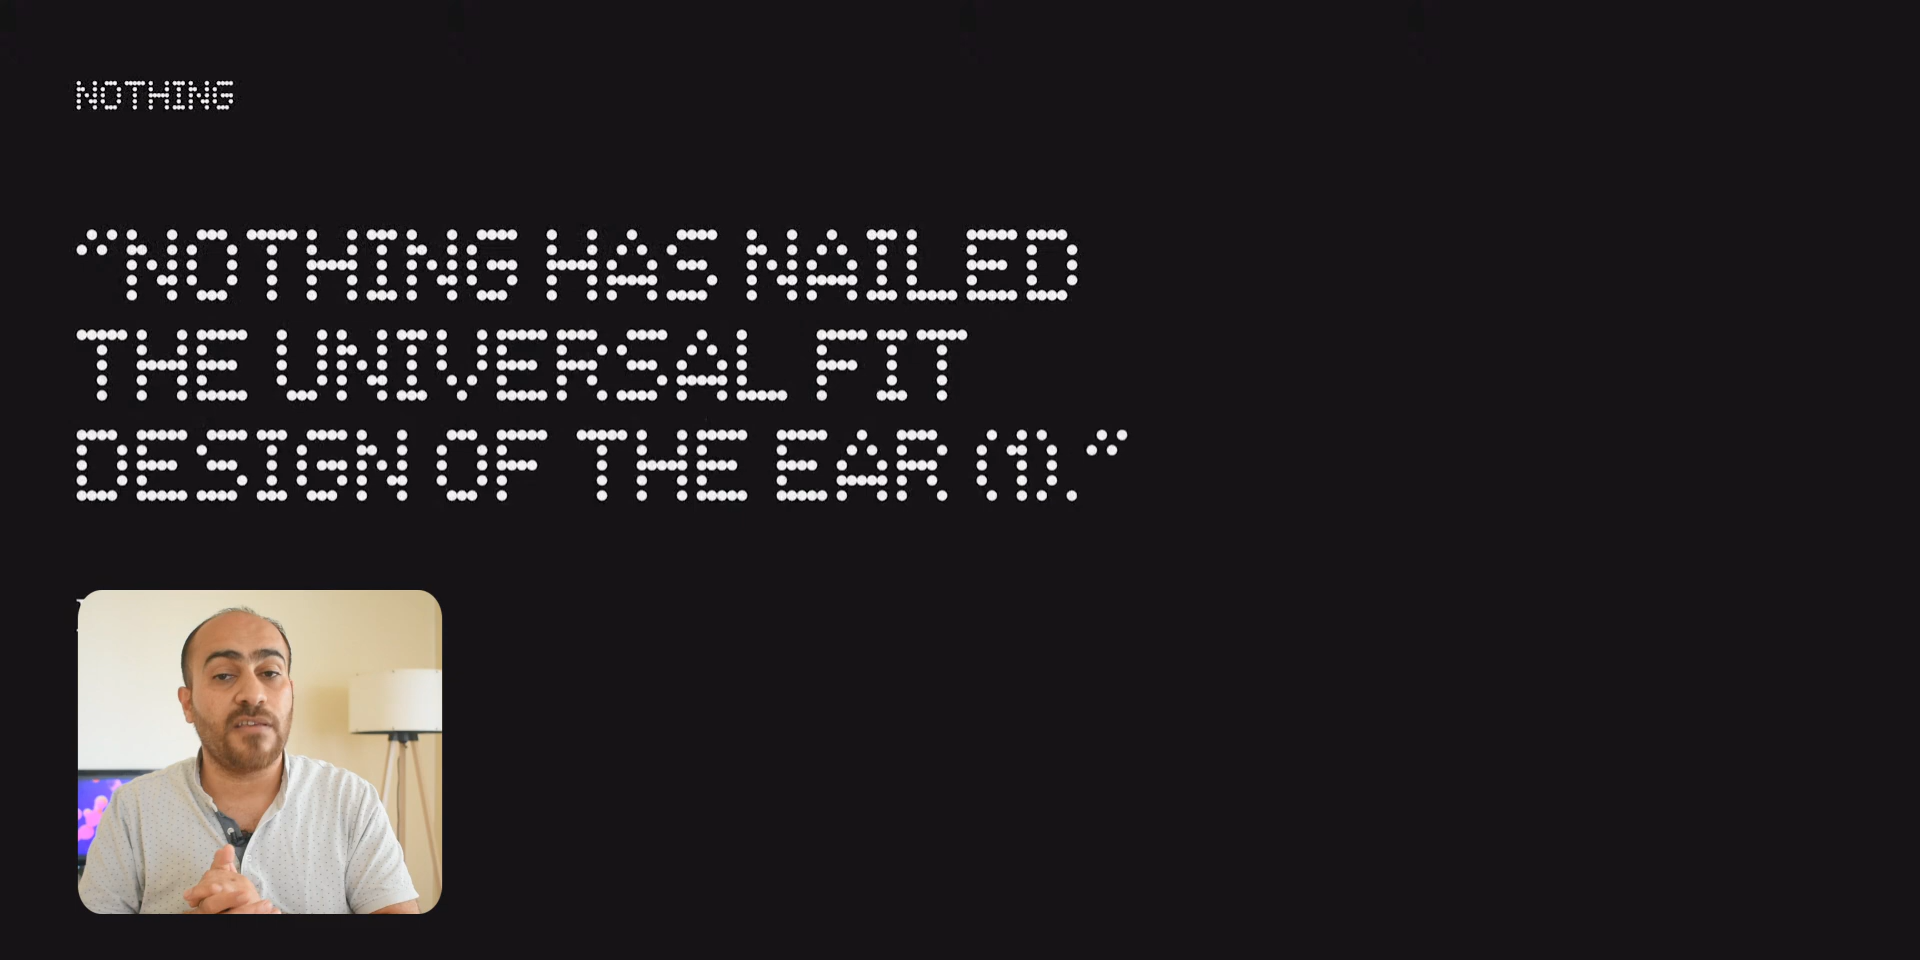 NOTHING
“NOTHING HAS NAILED
THE UNIVERSAL FIT
DESIGN OF THE EAR (1).”